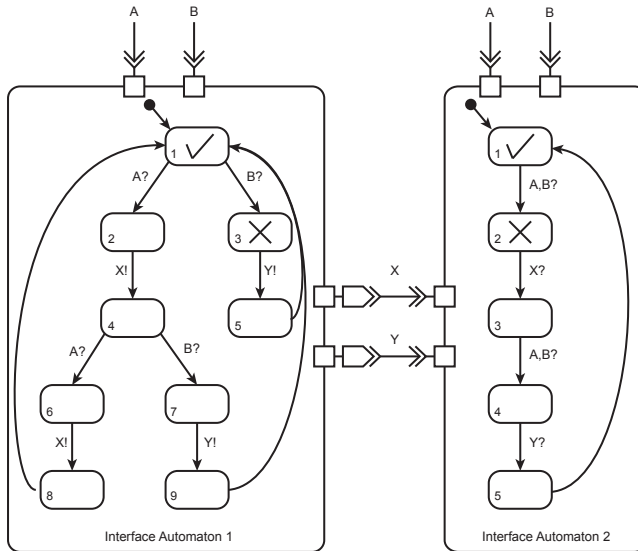 A B A B
1
A? B?
2 3
X! Y!
4 5
A? B?
6 7
X! Y!
8 9
Interface Automaton 1
X
Y
1
A,B?
2
X?
3
A,B?
4
Y?
5
Interface Automaton 2